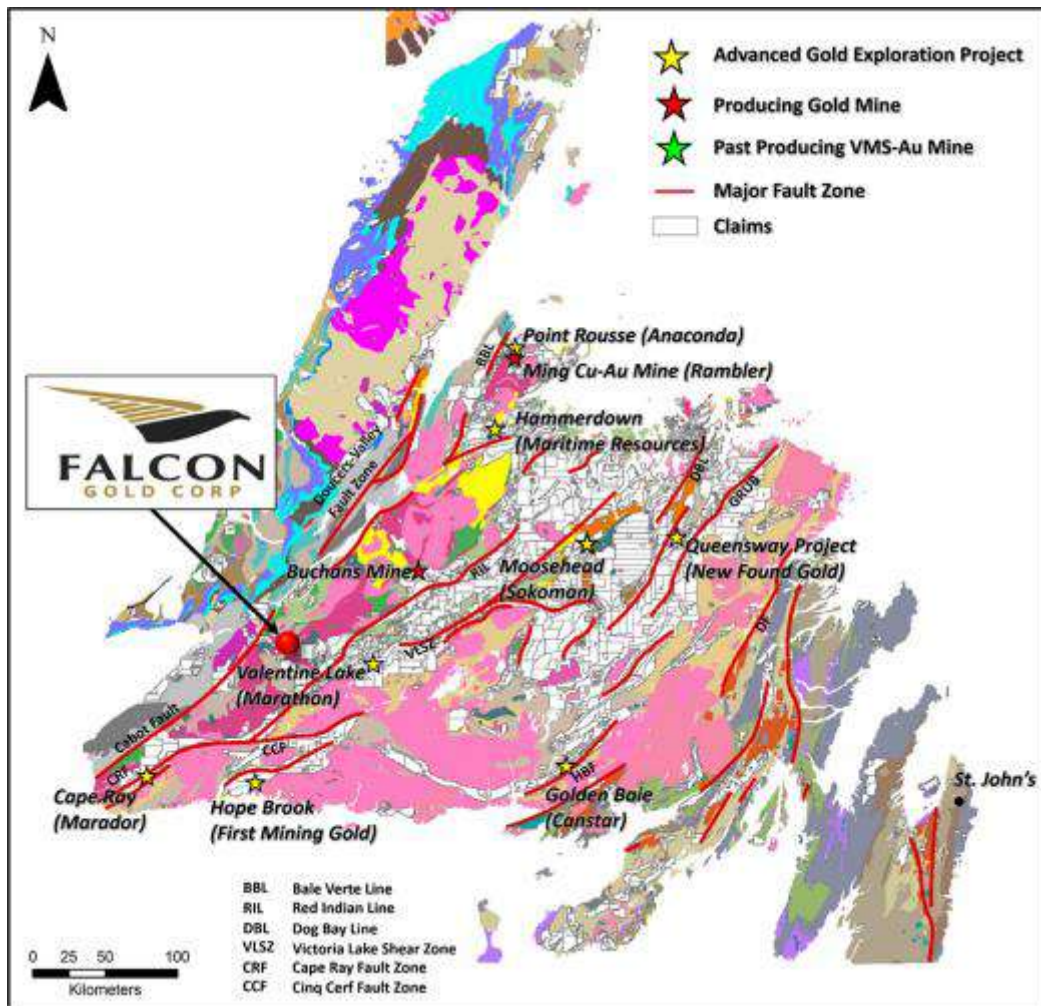 N
Advanced Gold Exploration Project
Producing Gold Mine
Past Producing VMS-Au Mine
Major Fault Zone
Claims
BBL
Point Rousse (Anaconda)
Ming Cu-Au Mine (Rambler)
Hammerdown
(Maritime Resources)
FALCON
GOLD CORP
Doucers Valley
Fault Zone
DBL
GRUB
Buchans Mine
RIL
Moosehead
(Sokoman)
Queensway Project
(New Found Gold)
DF
VLSZ
Valentine Lake
(Marathon)
Cabot Fault
CCF
CRF
HBF
Cape Ray
(Marador)
Hope Brook
(First Mining Gold)
Golden Baie
(Canstar)
St. John's
BBL Baie Verte Line
RIL Red Indian Line
DBL Dog Bay Line
VLSZ Victoria Lake Shear Zone
CRF Cape Ray Fault Zone
CCF Cinq Cerf Fault Zone
0 25 50 100
Kilometers